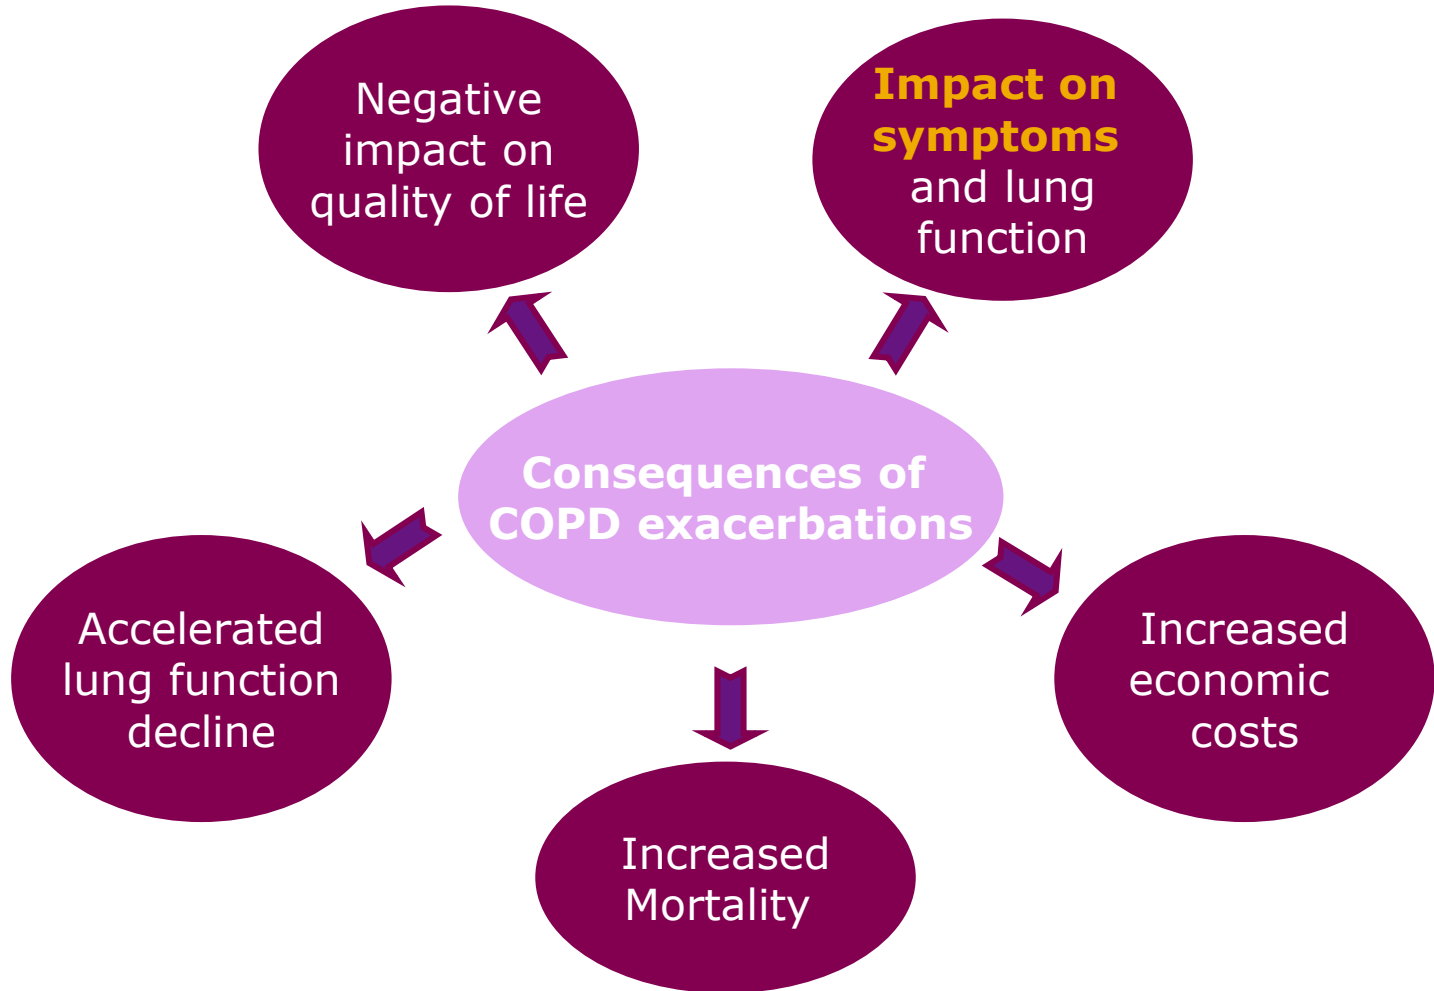 Negative
impact on
quality of life
Impact on
symptoms
and lung
function
Consequences of
COPD exacerbations
Accelerated
lung function
decline
Increased
economic
costs
Increased
Mortality